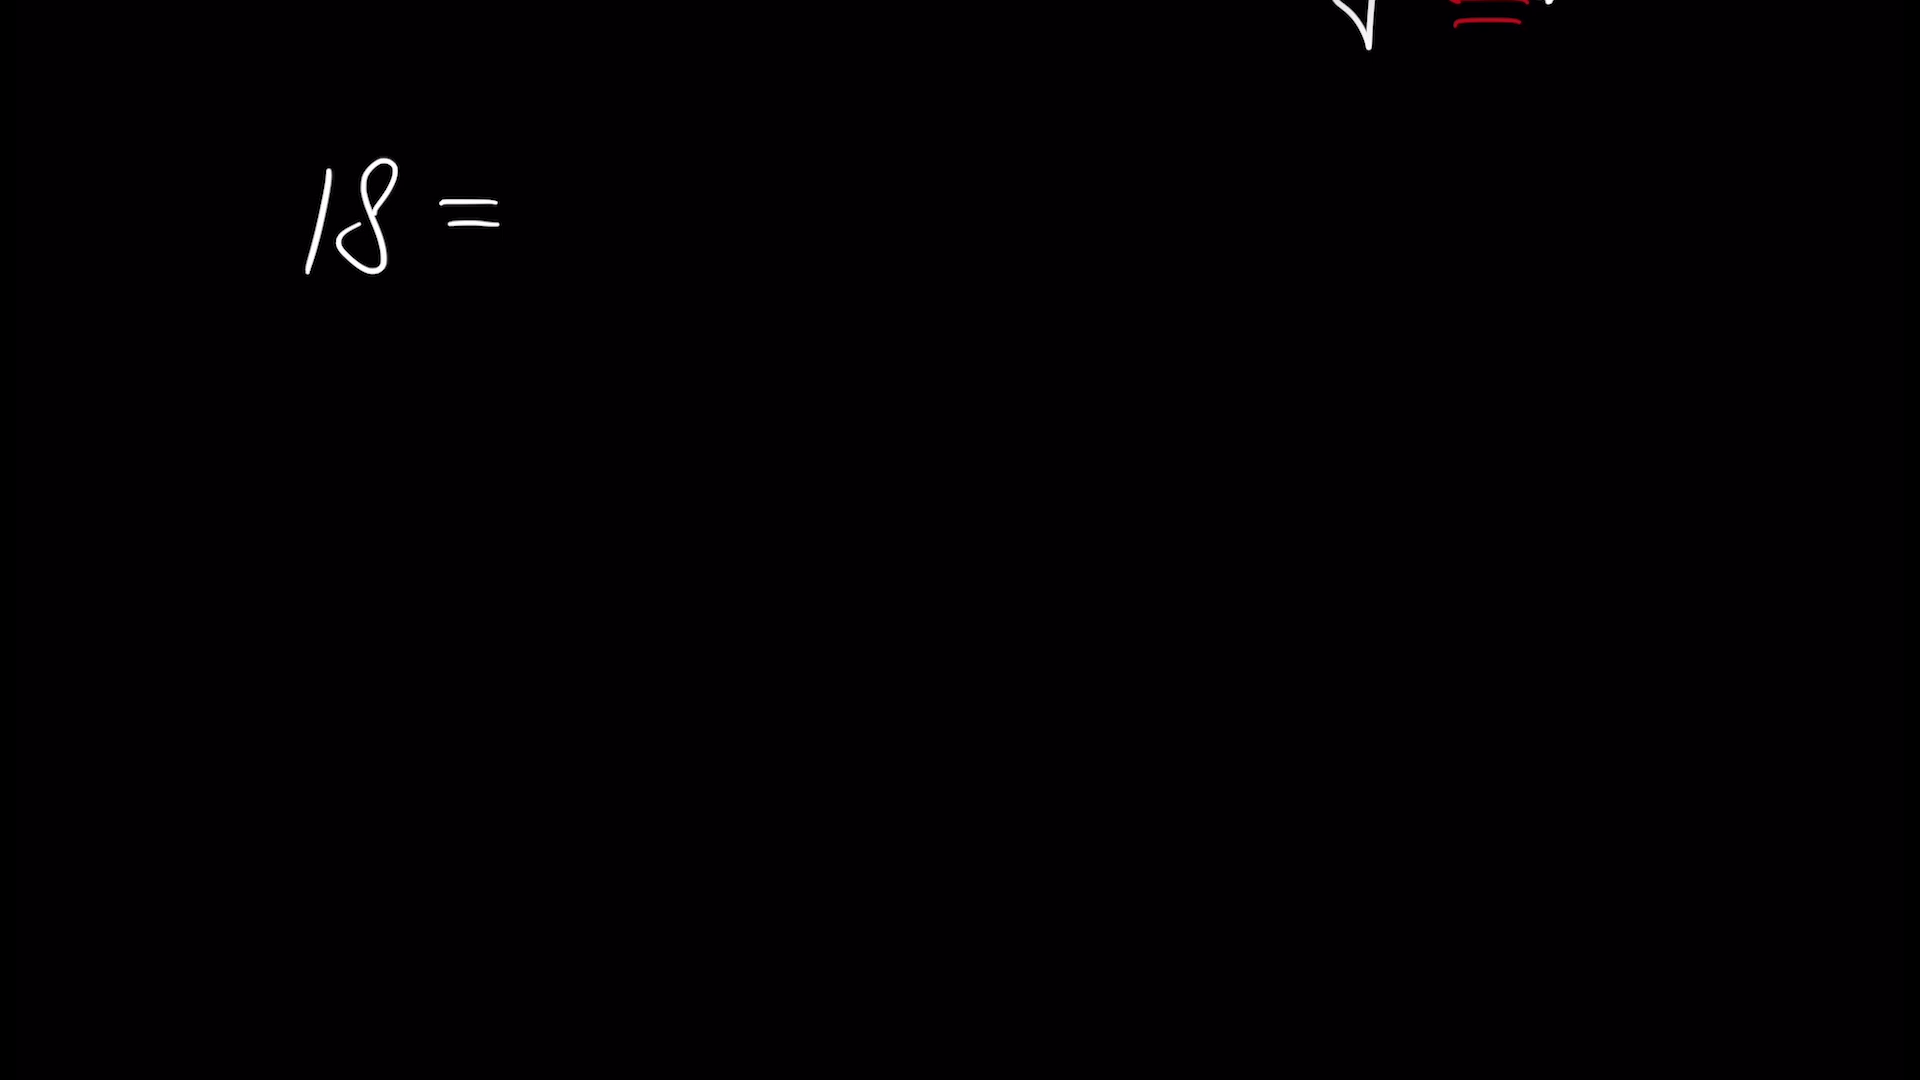 18 =